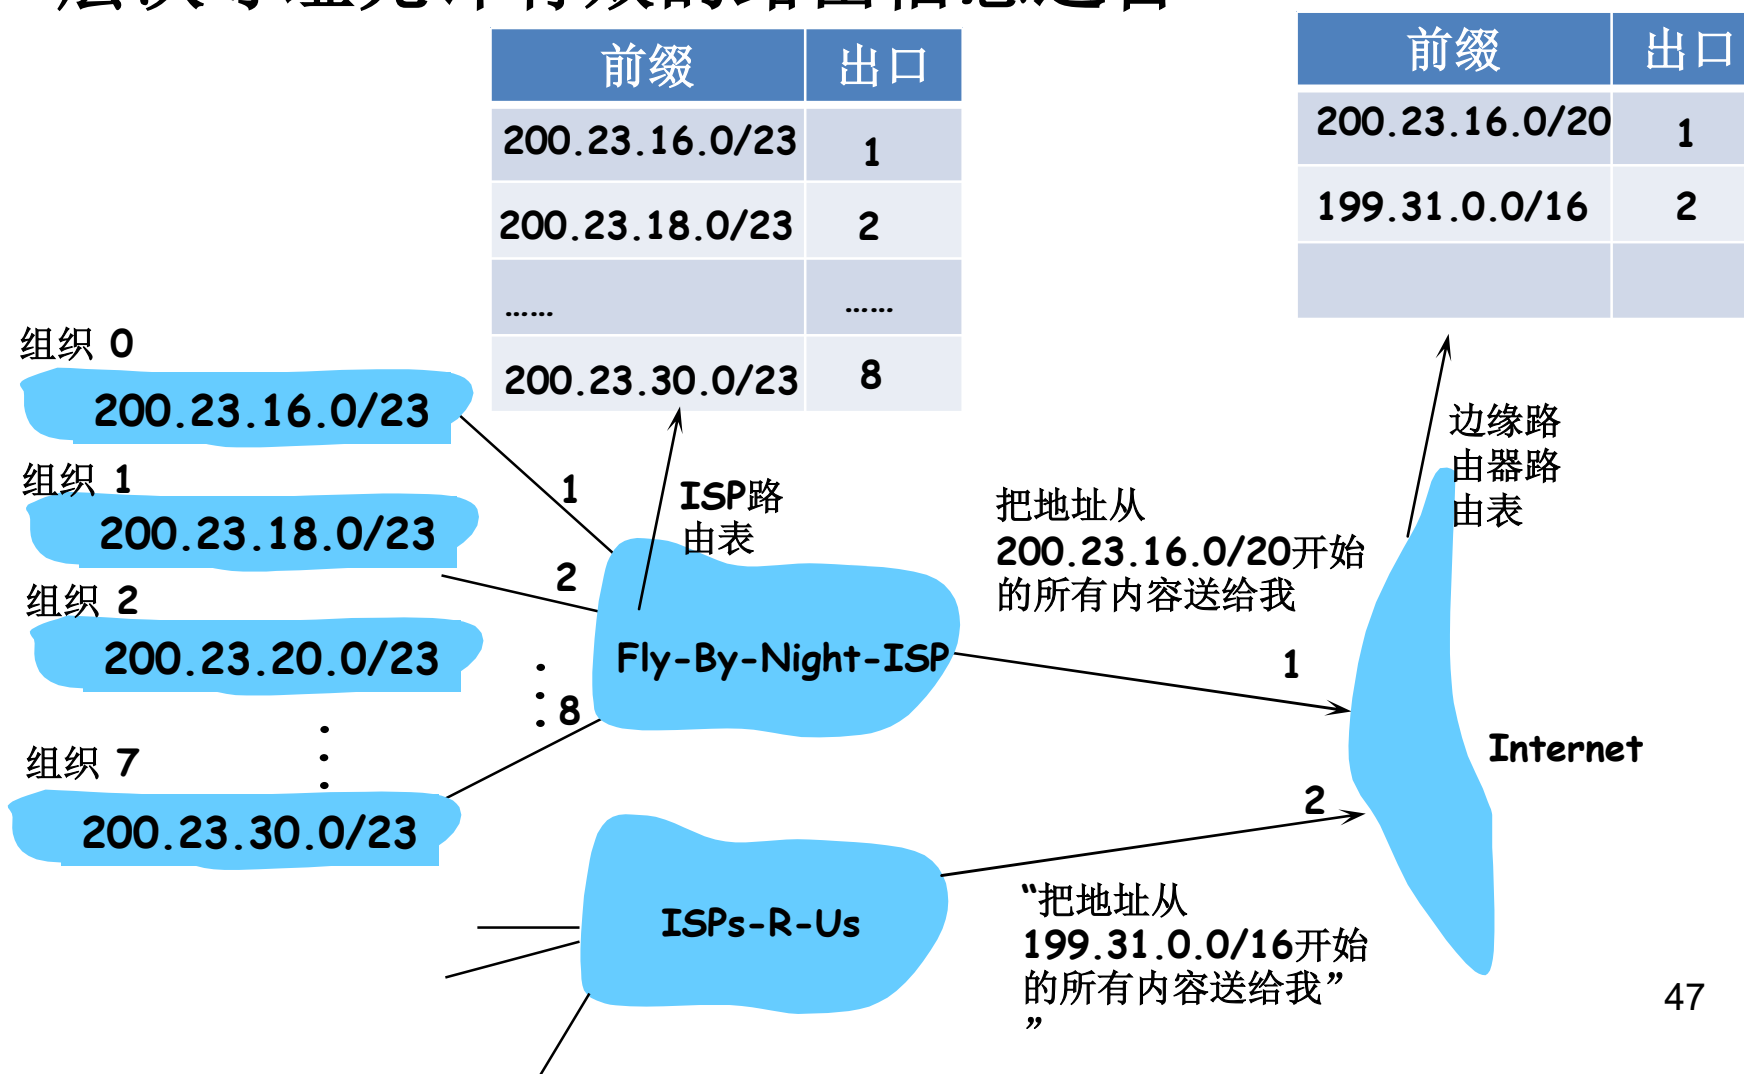 前缀 出口
200.23.16.0/23 1
200.23.18.0/23 2
…… ……
200.23.30.0/23 8
前缀 出口
200.23.16.0/20 1
199.31.0.0/16 2
组织 0
200.23.16.0/23
组织 1
200.23.18.0/23
组织 2
200.23.20.0/23
组织 7
200.23.30.0/23
1
2
8
ISP路
由表
Fly-By-Night-ISP
把地址从
200.23.16.0/20开始
的所有内容送给我
1
边缘路
由器路
由表
Internet
2
ISPs-R-Us
“把地址从
199.31.0.0/16开始
的所有内容送给我”
”
47